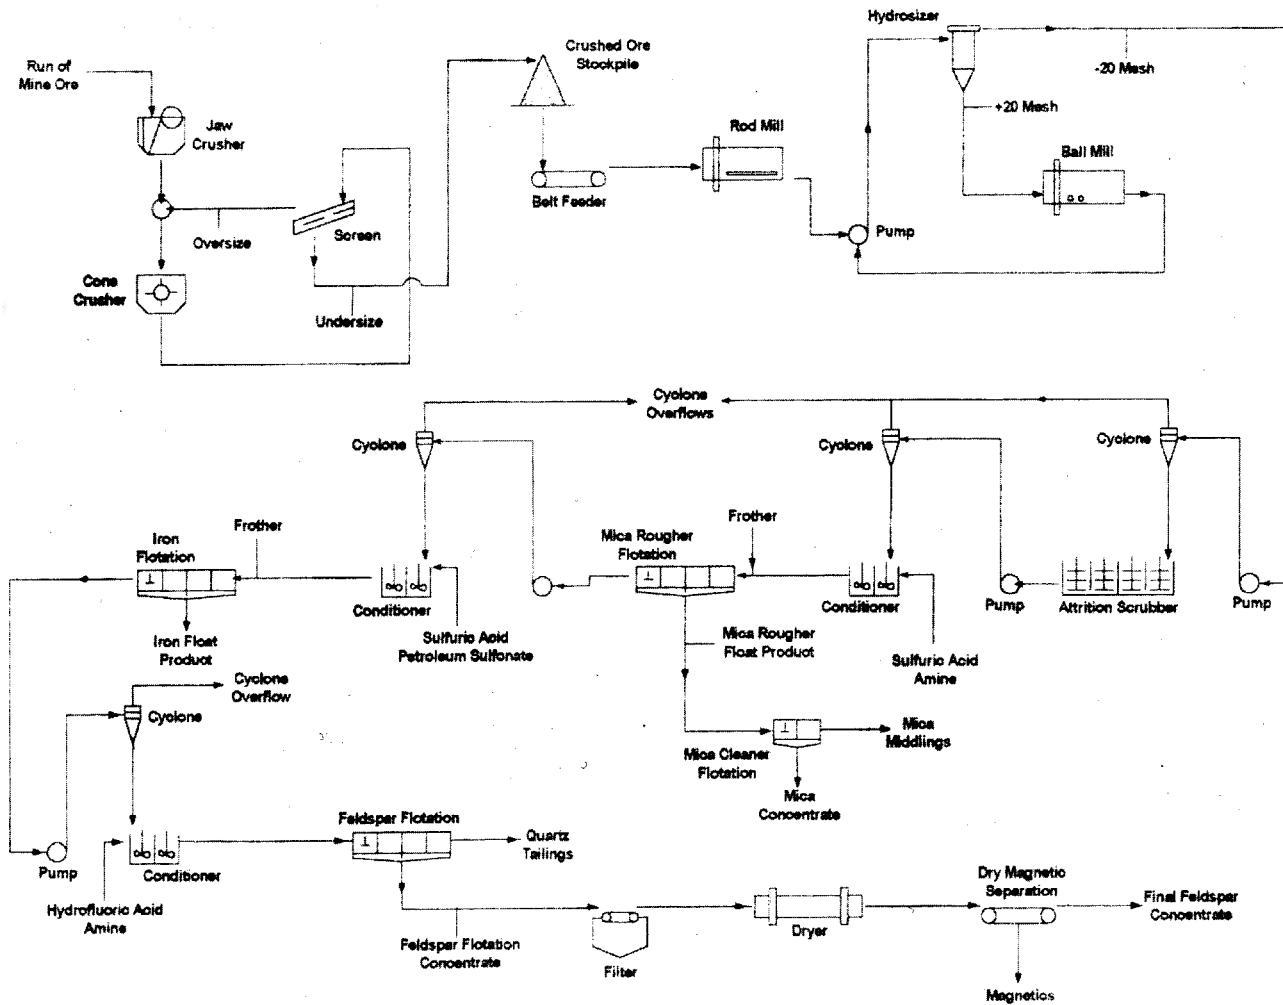 Hydrosizer
Crushed Ore
Stockpile
Run of
Mine Ore
-20 Mesh
+20 Mesh
Jaw
Crusher
Rod Mill
Ball Mill
Belt Feeder
Pump
Oversize
Screen
Cone
Crusher
Undersize
Cyclone
Overflows
Cyclone
Cyclone
Cyclone
Frother
Mica Rougher
Flotation
Frother
Iron
Flotation
Conditioner
Conditioner
Pump
Attrition Scrubber
Pump
Iron Float
Product
Sulfuric Acid
Petroleum Sulfonate
Mica Rougher
Float Product
Sulfuric Acid
Amine
Cyclone
Overflow
Cyclone
Mica
Middlings
Mica Cleaner
Flotation
Mica
Concentrate
Feldspar Flotation
Quartz
Tailings
Pump
Conditioner
Hydrofluoric Acid
Amine
Dry Magnetic
Separation
Final Feldspar
Concentrate
Feldspar Flotation
Concentrate
Filter
Dryer
Magnetics